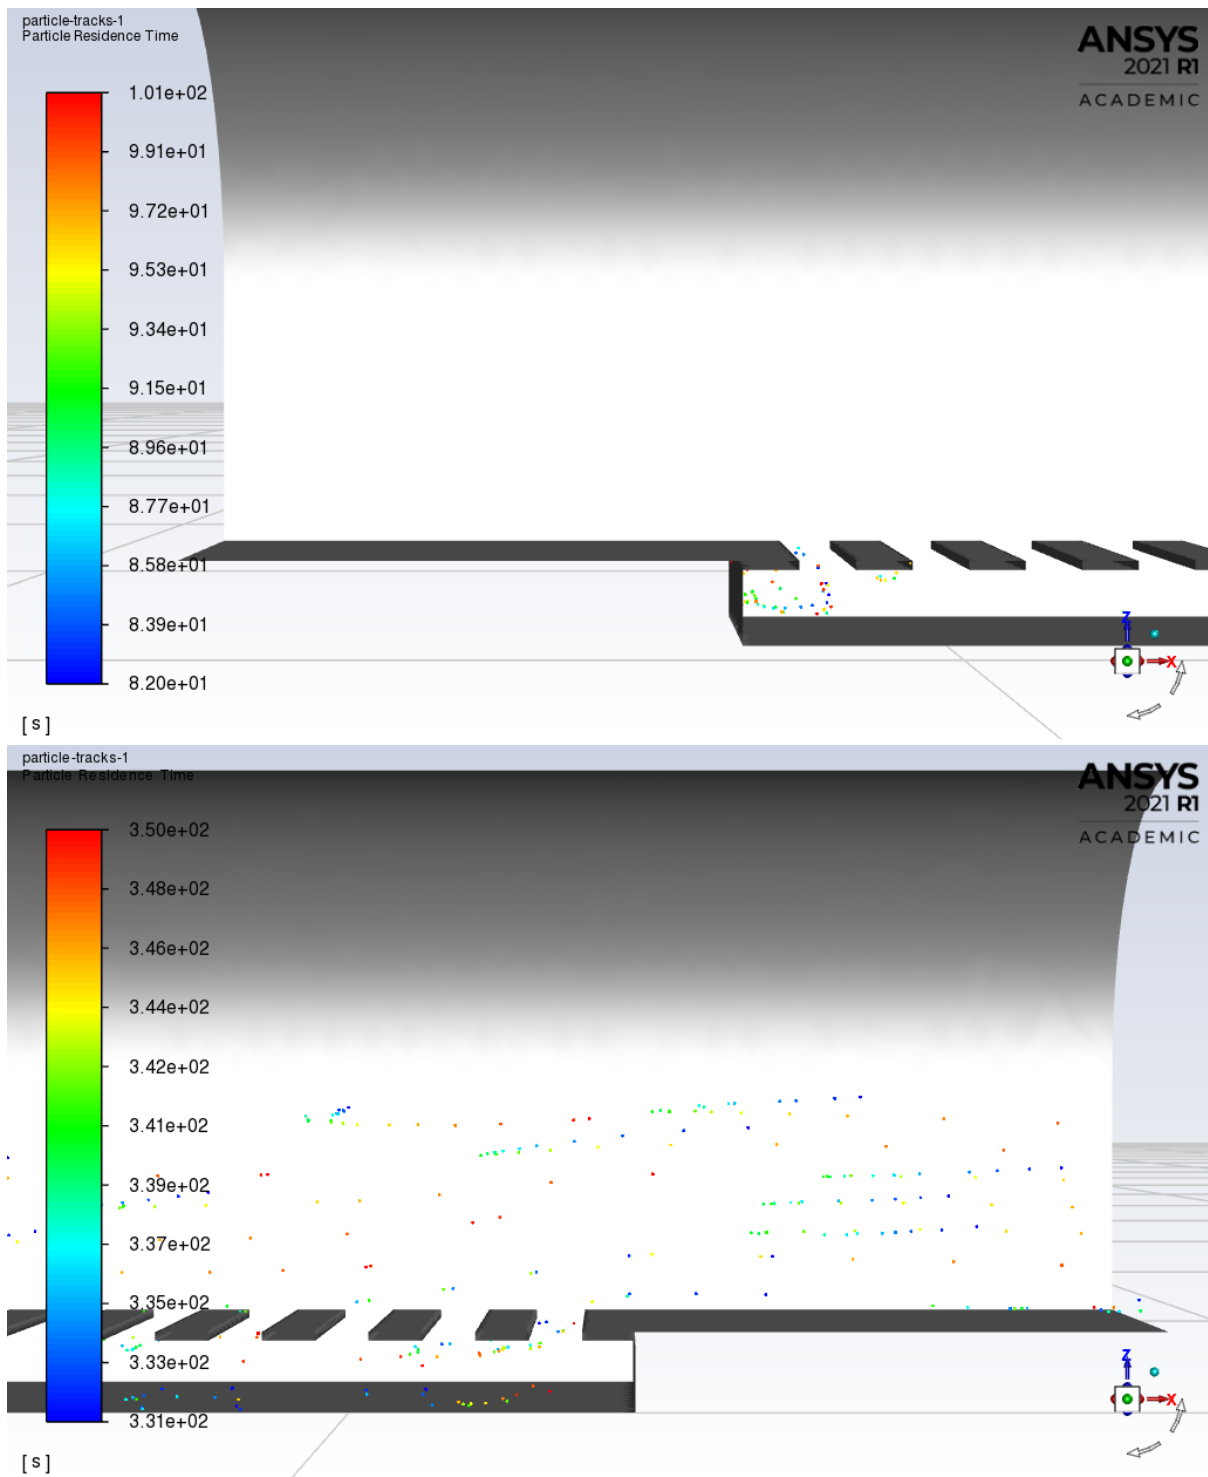 particle-tracks-1
Particle Residence Time
ANSYS
2021 R1
ACADEMIC
1.01e+02
9.91e+01
9.72e+01
9.53e+01
9.34e+01
9.15e+01
8.96e+01
8.77e+01
8.58e+01
8.39e+01
8.20e+01
[s]
Z
X
particle-tracks-1
Particle Residence Time
ANSYS
2021 R1
ACADEMIC
3.50e+02
3.48e+02
3.46e+02
3.44e+02
3.42e+02
3.41e+02
3.39e+02
3.37e+02
3.35e+02
3.33e+02
3.31e+02
[s]
Z
X